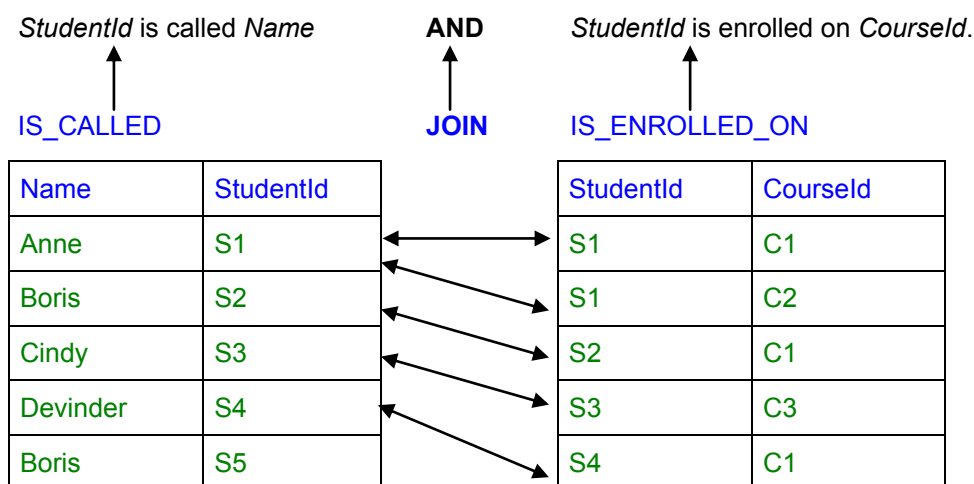 StudentId is called Name AND StudentId is enrolled on CourseId.
IS_CALLED JOIN IS_ENROLLED_ON
Name StudentId StudentId CourseId
Anne S1 S1 C1
Boris S2 S1 C2
Cindy S3 S2 C1
Devinder S4 S3 C3
Boris S5 S4 C1